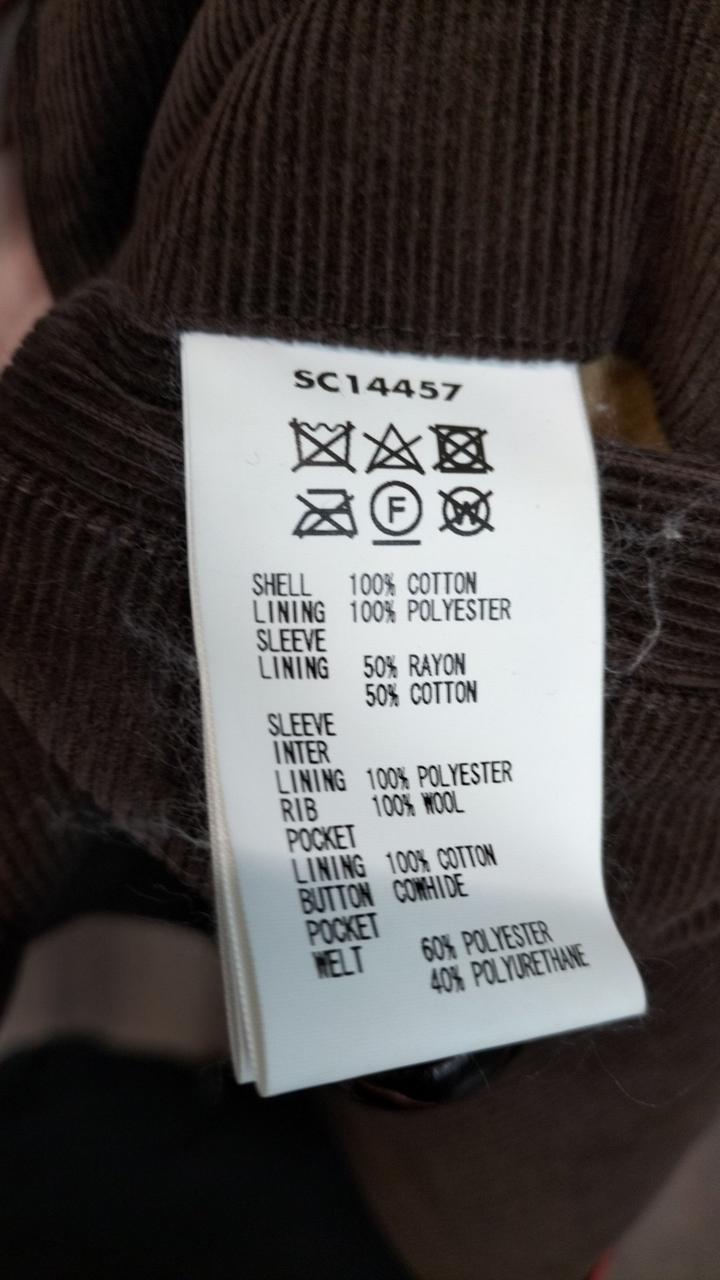 SC14457
F W
SHELL 100% COTTON
LINING 100% POLYESTER
SLEEVE
LINING 50% RAYON
50% COTTON
SLEEVE
INTER
LINING 100% POLYESTER
RIB 100% WOOL
POCKET
LINING 100% COTTON
BUTTON COWHIDE
POCKET
WELT 60% POLYESTER
40% POLYURETHANE